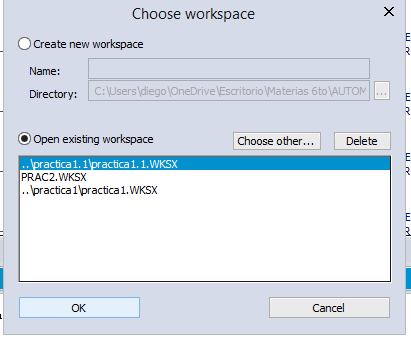 Choose workspace
Create new workspace
Name:
Directory: C:\Users\diego\OneDrive\Escritorio\Materias 6to\AUTOM ...
Open existing workspace Choose other... Delete
..\practica1.1\practica1.1.WKSX
PRAC2.WKSX
..\practica1\practica1.WKSX
OK Cancel